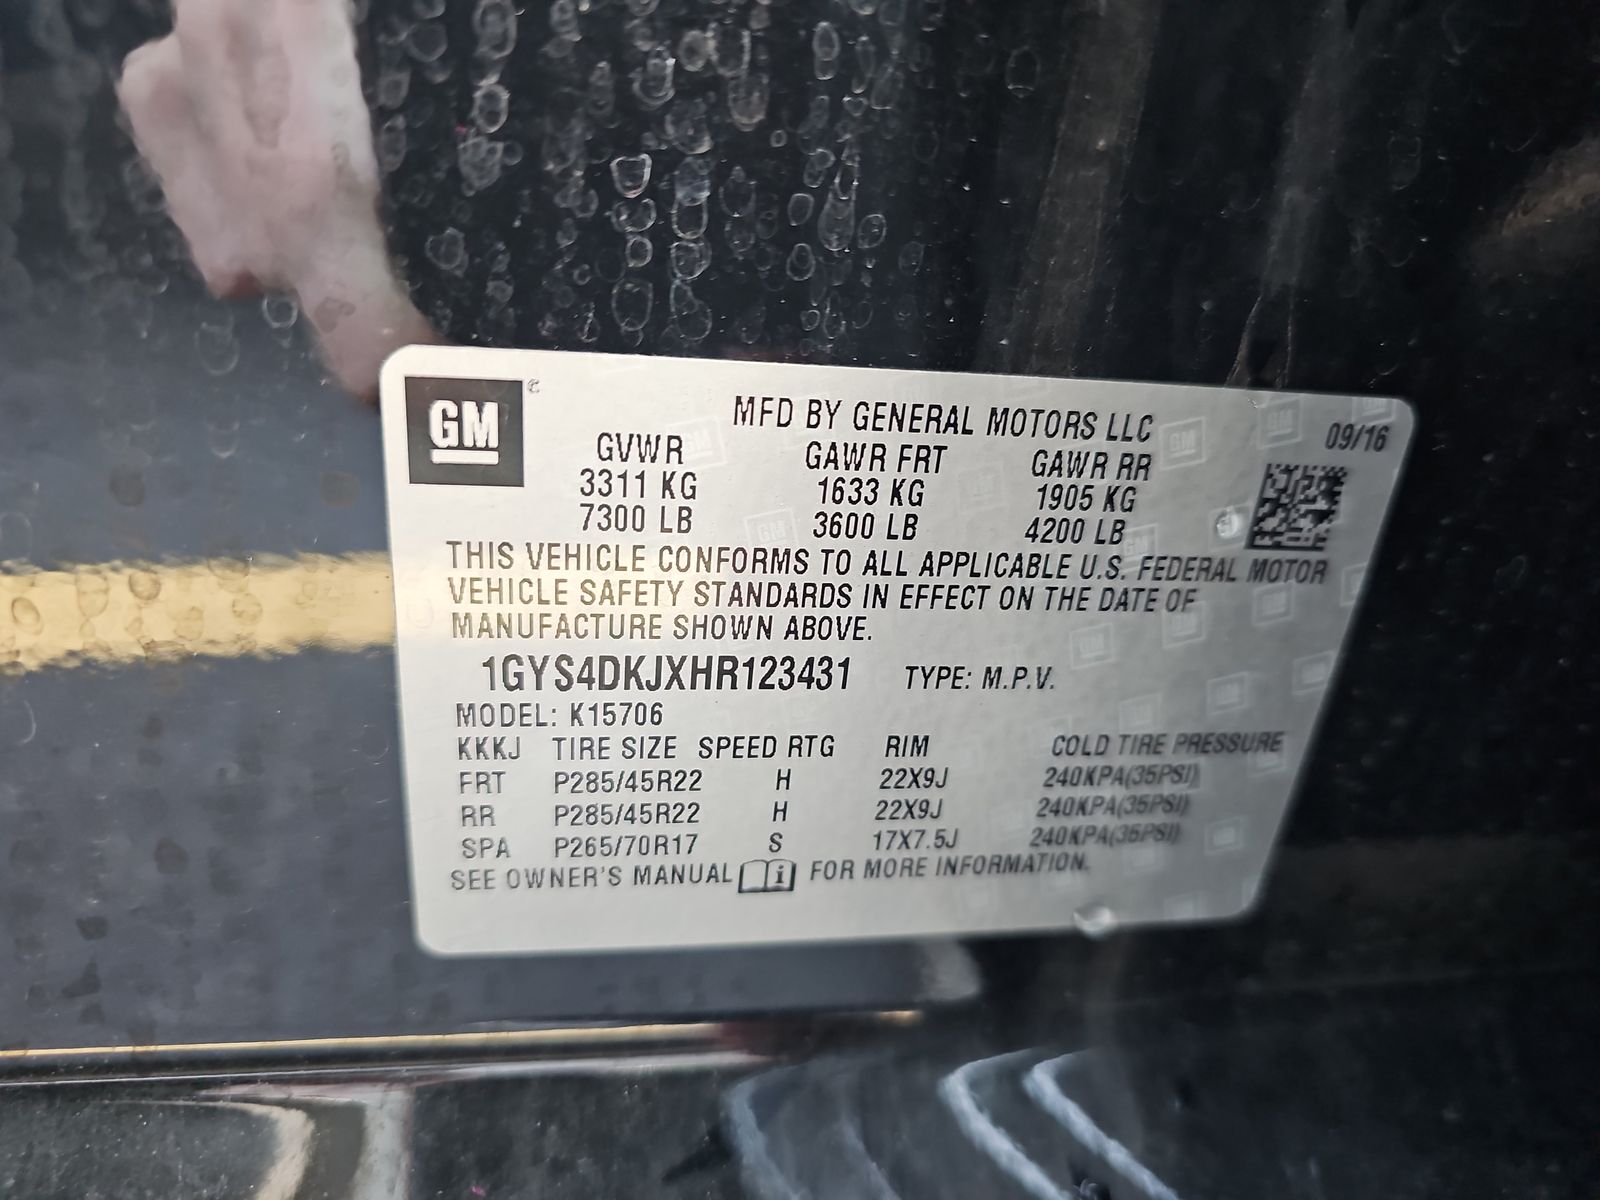 GM
MFD BY GENERAL MOTORS LLC 09/16
GVWR GAWR FRT GAWR RR
3311 KG 1633 KG 1905 KG
7300 LB 3600 LB 4200 LB
THIS VEHICLE CONFORMS TO ALL APPLICABLE U.S. FEDERAL MOTOR
VEHICLE SAFETY STANDARDS IN EFFECT ON THE DATE OF
MANUFACTURE SHOWN ABOVE.
1GYS4DKJXHR123431 TYPE: M.P.V.
MODEL: K15706
KKKJ TIRE SIZE SPEED RTG RIM COLD TIRE PRESSURE
FRT P285/45R22 H 22X9J 240KPA(35PSI)
RR P285/45R22 H 22X9J 240KPA(35PSI)
SPA P265/70R17 S 17X7.5J 240KPA(35PSI)
SEE OWNER'S MANUAL i FOR MORE INFORMATION.